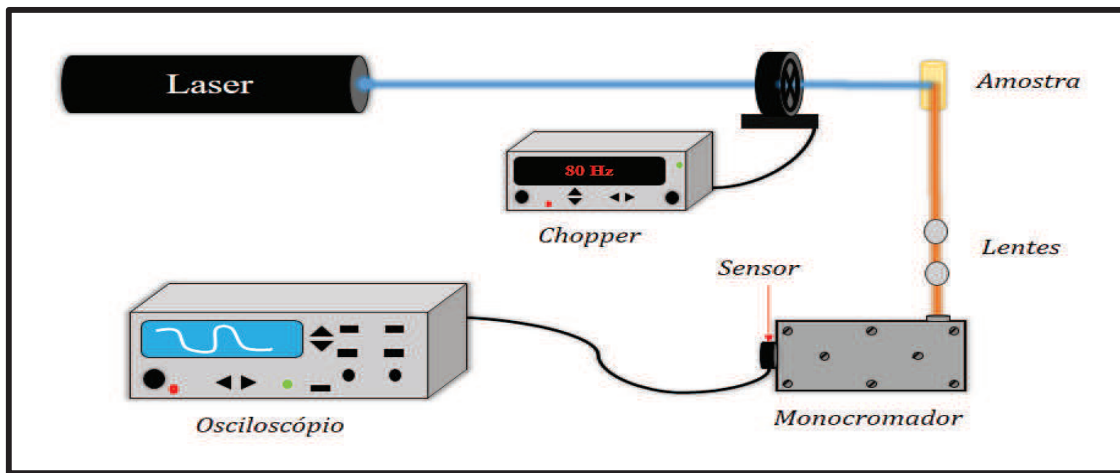 Laser
Amostra
80 Hz
Chopper
Lentes
Sensor
Osciloscópio
Monocromador